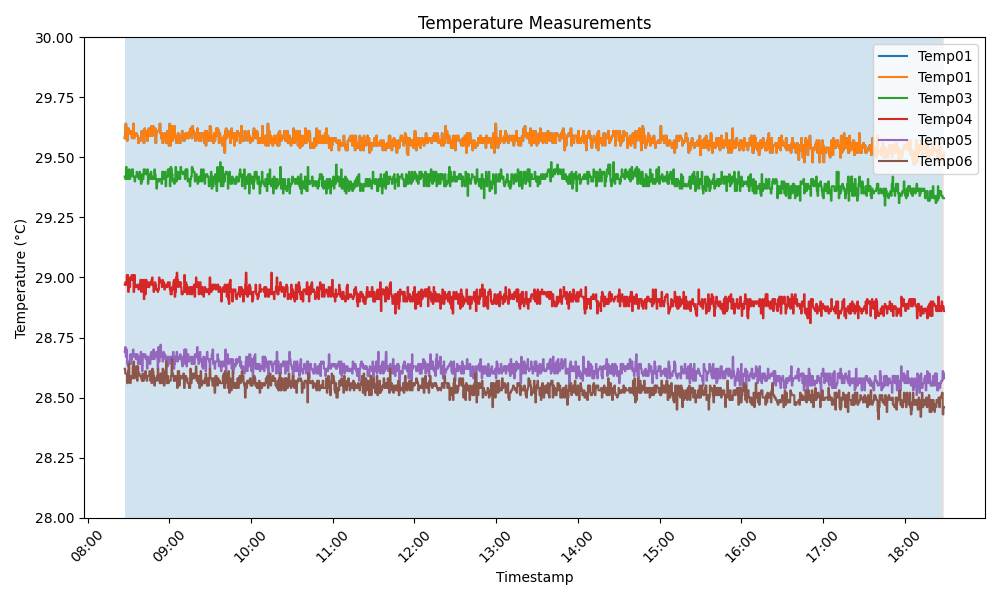 Temperature Measurements
Temp01
Temp01
Temp03
Temp04
Temp05
Temp06
Temperature (°C)
30.00
29.75
29.50
29.25
29.00
28.75
28.50
28.25
28.00
08:00
09:00
10:00
11:00
12:00
13:00
14:00
15:00
16:00
17:00
18:00
Timestamp